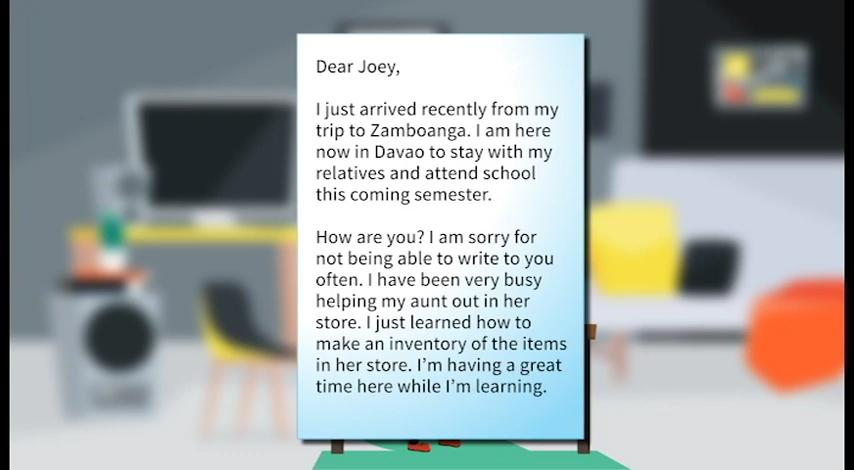 Dear Joey,
I just arrived recently from my
trip to Zamboanga. I am here
now in Davao to stay with my
relatives and attend school
this coming semester.
How are you? I am sorry for
not being able to write to you
often. I have been very busy
helping my aunt out in her
store. I just learned how to
make an inventory of the items
in her store. I’m having a great
time here while I’m learning.